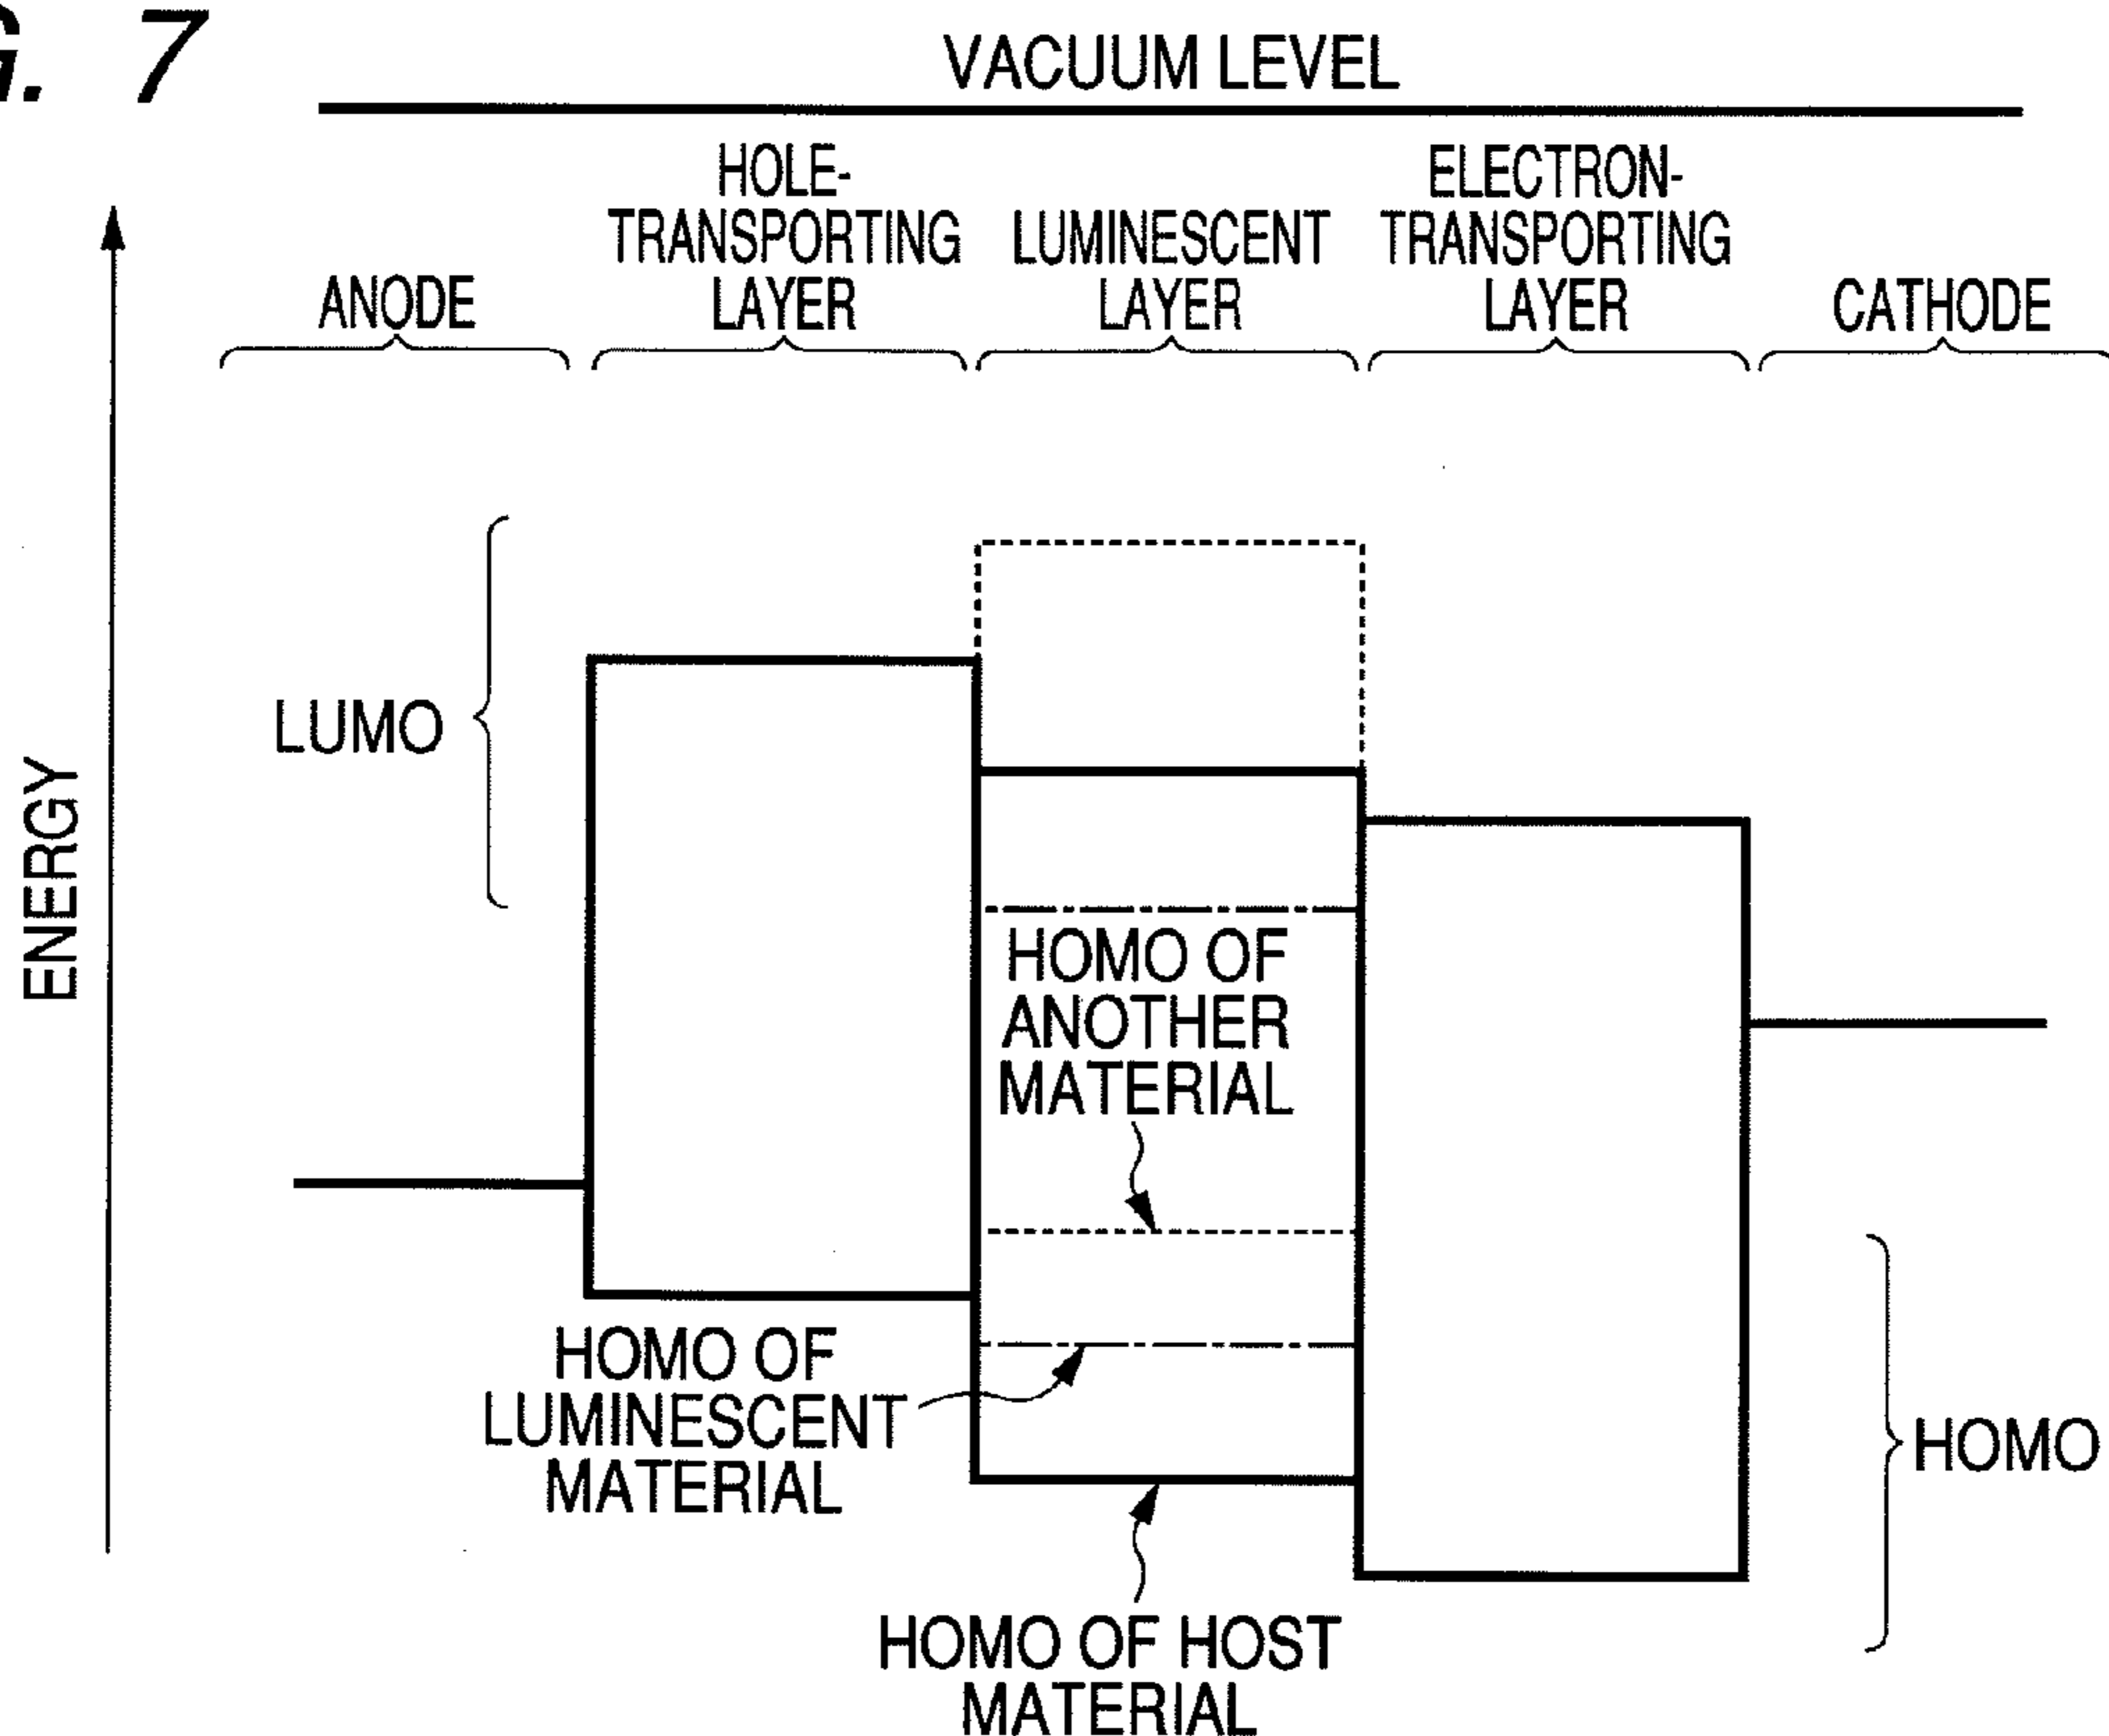 G. 7
VACUUM LEVEL
HOLE-
TRANSPORTING
LAYER
LUMINESCENT
LAYER
ELECTRON-
TRANSPORTING
LAYER
ANODE
CATHODE
LUMO
ENERGY
HOMO OF
ANOTHER
MATERIAL
HOMO OF
LUMINESCENT
MATERIAL
HOMO
HOMO OF HOST
MATERIAL